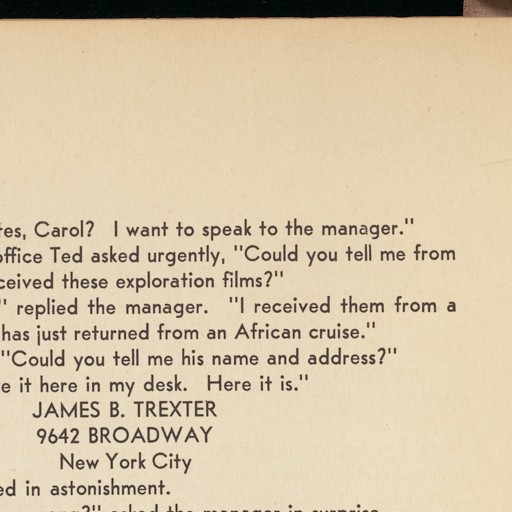 tes, Carol? I want to speak to the manager."
office Ted asked urgently, "Could you tell me from
ceived these exploration films?"
" replied the manager. "I received them from a
has just returned from an African cruise."
"Could you tell me his name and address?"
e it here in my desk. Here it is."
JAMES B. TREXTER
9642 BROADWAY
New York City
ed in astonishment.
asked the manager in surprise.